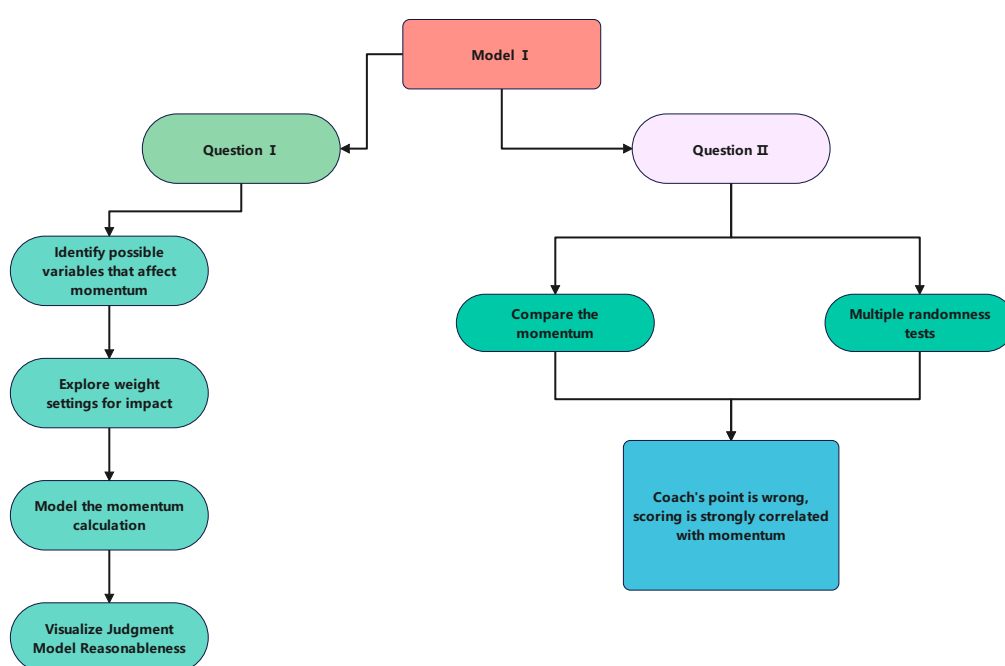 Model Ⅰ
Question Ⅰ
Question Ⅱ
Identify possible
variables that affect
momentum
Compare the
momentum
Multiple randomness
tests
Explore weight
settings for impact
Coach's point is wrong,
scoring is strongly correlated
with momentum
Model the momentum
calculation
Visualize Judgment
Model Reasonableness